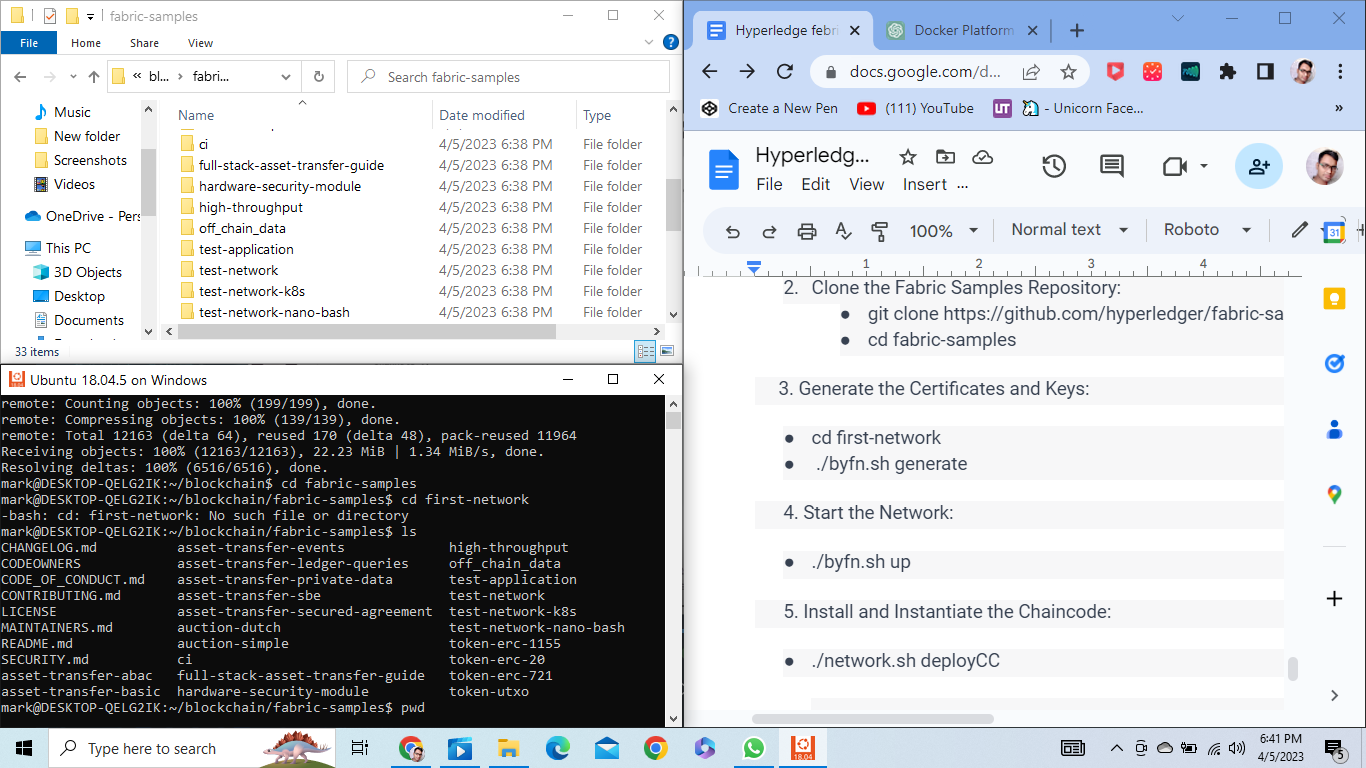 fabric-samples
File Home Share View
« bl... › fabri...
Search fabric-samples
Music
New folder
Screenshots
Videos
OneDrive - Pers
This PC
3D Objects
Desktop
Documents
Name Date modified Type
ci 4/5/2023 6:38 PM File folder
full-stack-asset-transfer-guide 4/5/2023 6:38 PM File folder
hardware-security-module 4/5/2023 6:38 PM File folder
high-throughput 4/5/2023 6:38 PM File folder
off_chain_data 4/5/2023 6:38 PM File folder
test-application 4/5/2023 6:38 PM File folder
test-network 4/5/2023 6:38 PM File folder
test-network-k8s 4/5/2023 6:38 PM File folder
test-network-nano-bash 4/5/2023 6:38 PM File folder
33 items
Ubuntu 18.04.5 on Windows
remote: Counting objects: 100% (199/199), done.
remote: Compressing objects: 100% (139/139), done.
remote: Total 12163 (delta 64), reused 170 (delta 48), pack-reused 11964
Receiving objects: 100% (12163/12163), 22.23 MiB | 1.34 MiB/s, done.
Resolving deltas: 100% (6516/6516), done.
mark@DESKTOP-QELG2IK:~/blockchain$ cd fabric-samples
mark@DESKTOP-QELG2IK:~/blockchain/fabric-samples$ cd first-network
-bash: cd: first-network: No such file or directory
mark@DESKTOP-QELG2IK:~/blockchain/fabric-samples$ ls
CHANGELOG.md asset-transfer-events high-throughput
CODEOWNERS asset-transfer-ledger-queries off_chain_data
CODE_OF_CONDUCT.md asset-transfer-private-data test-application
CONTRIBUTING.md asset-transfer-sbe test-network
LICENSE asset-transfer-secured-agreement test-network-k8s
MAINTAINERS.md auction-dutch test-network-nano-bash
README.md auction-simple token-erc-1155
SECURITY.md ci token-erc-20
asset-transfer-abac full-stack-asset-transfer-guide token-erc-721
asset-transfer-basic hardware-security-module token-utxo
mark@DESKTOP-QELG2IK:~/blockchain/fabric-samples$ pwd
Hyperledge febri
Docker Platform
docs.google.com/d...
Create a New Pen (111) YouTube UT - Unicorn Face... »
Hyperledg...
File Edit View Insert ...
100% Normal text Roboto
31
1 2 3 4
2. Clone the Fabric Samples Repository:
● git clone https://github.com/hyperledger/fabric-sa
● cd fabric-samples
3. Generate the Certificates and Keys:
● cd first-network
● ./byfn.sh generate
4. Start the Network:
● ./byfn.sh up
5. Install and Instantiate the Chaincode:
● ./network.sh deployCC
Type here to search
18.04
6:41 PM
4/5/2023
5